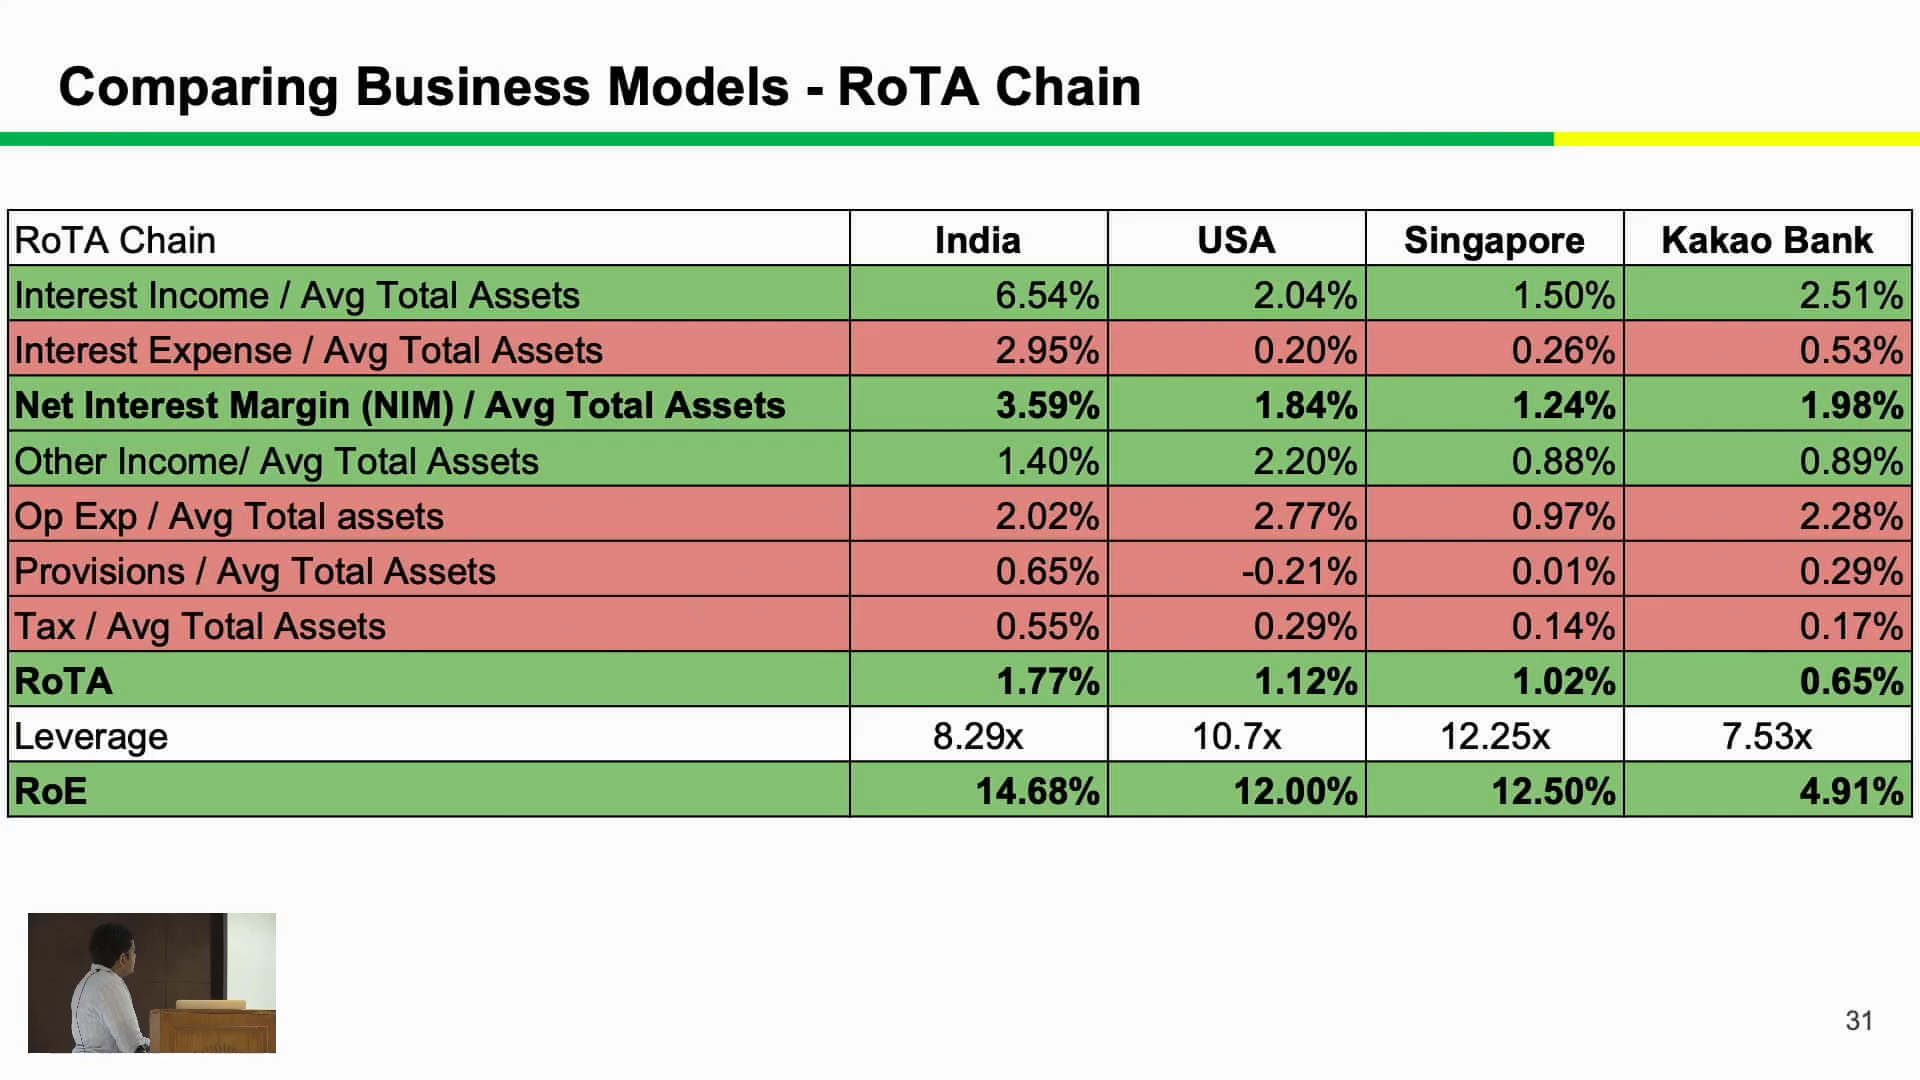 Comparing Business Models - RoTA Chain
RoTA Chain India USA Singapore Kakao Bank
Interest Income / Avg Total Assets 6.54% 2.04% 1.50% 2.51%
Interest Expense / Avg Total Assets 2.95% 0.20% 0.26% 0.53%
Net Interest Margin (NIM) / Avg Total Assets 3.59% 1.84% 1.24% 1.98%
Other Income/ Avg Total Assets 1.40% 2.20% 0.88% 0.89%
Op Exp / Avg Total assets 2.02% 2.77% 0.97% 2.28%
Provisions / Avg Total Assets 0.65% -0.21% 0.01% 0.29%
Tax / Avg Total Assets 0.55% 0.29% 0.14% 0.17%
RoTA 1.77% 1.12% 1.02% 0.65%
Leverage 8.29x 10.7x 12.25x 7.53x
RoE 14.68% 12.00% 12.50% 4.91%
31